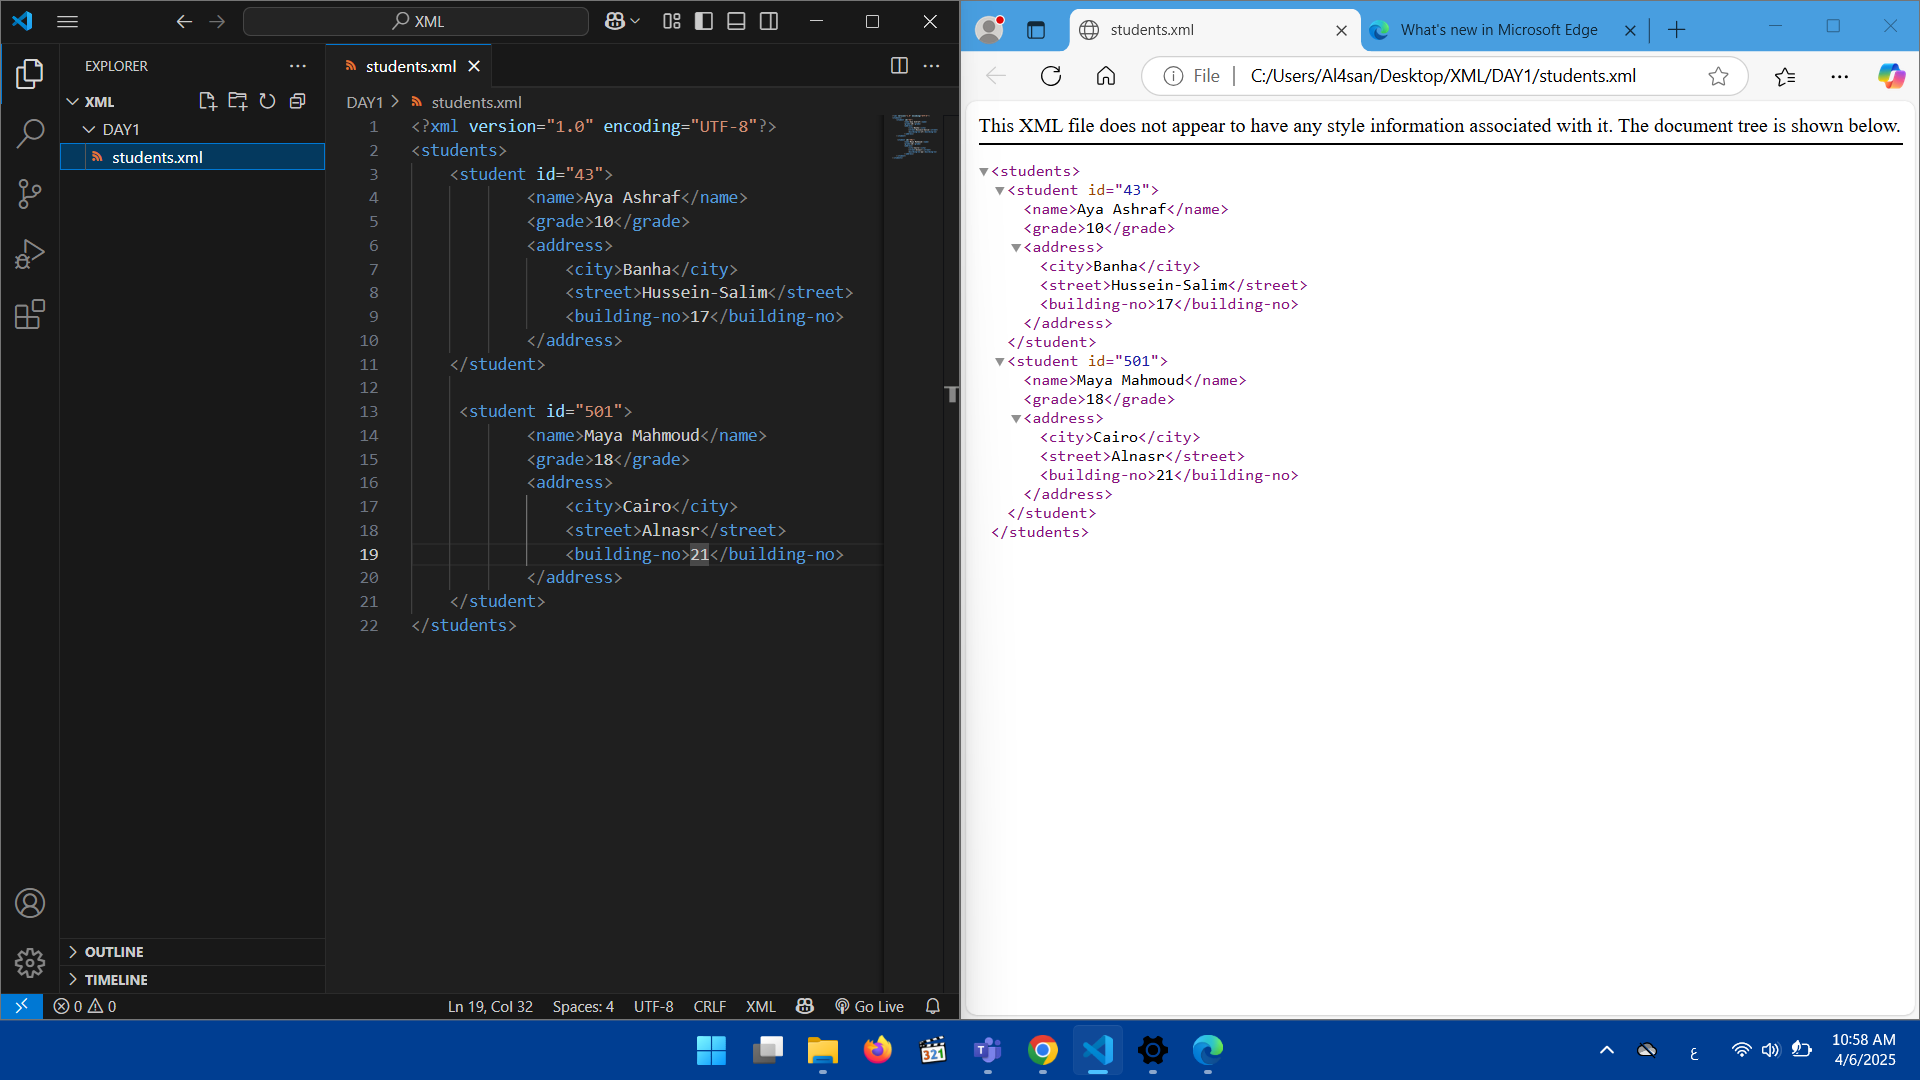 XML
EXPLORER
XML
DAY1
students.xml
OUTLINE
TIMELINE
students.xml
DAY1 > students.xml
1 <?xml version="1.0" encoding="UTF-8"?>
2 <students>
3 <student id="43">
4 <name>Aya Ashraf</name>
5 <grade>10</grade>
6 <address>
7 <city>Banha</city>
8 <street>Hussein-Salim</street>
9 <building-no>17</building-no>
10 </address>
11 </student>
12
13 <student id="501">
14 <name>Maya Mahmoud</name>
15 <grade>18</grade>
16 <address>
17 <city>Cairo</city>
18 <street>Alnasr</street>
19 <building-no>21</building-no>
20 </address>
21 </student>
22 </students>
0 0 Ln 19, Col 32 Spaces: 4 UTF-8 CRLF XML Go Live
students.xml What's new in Microsoft Edge
File C:/Users/Al4san/Desktop/XML/DAY1/students.xml
This XML file does not appear to have any style information associated with it. The document tree is shown below.
<students>
<student id="43">
<name>Aya Ashraf</name>
<grade>10</grade>
<address>
<city>Banha</city>
<street>Hussein-Salim</street>
<building-no>17</building-no>
</address>
</student>
<student id="501">
<name>Maya Mahmoud</name>
<grade>18</grade>
<address>
<city>Cairo</city>
<street>Alnasr</street>
<building-no>21</building-no>
</address>
</student>
</students>
321
ع
10:58 AM
4/6/2025